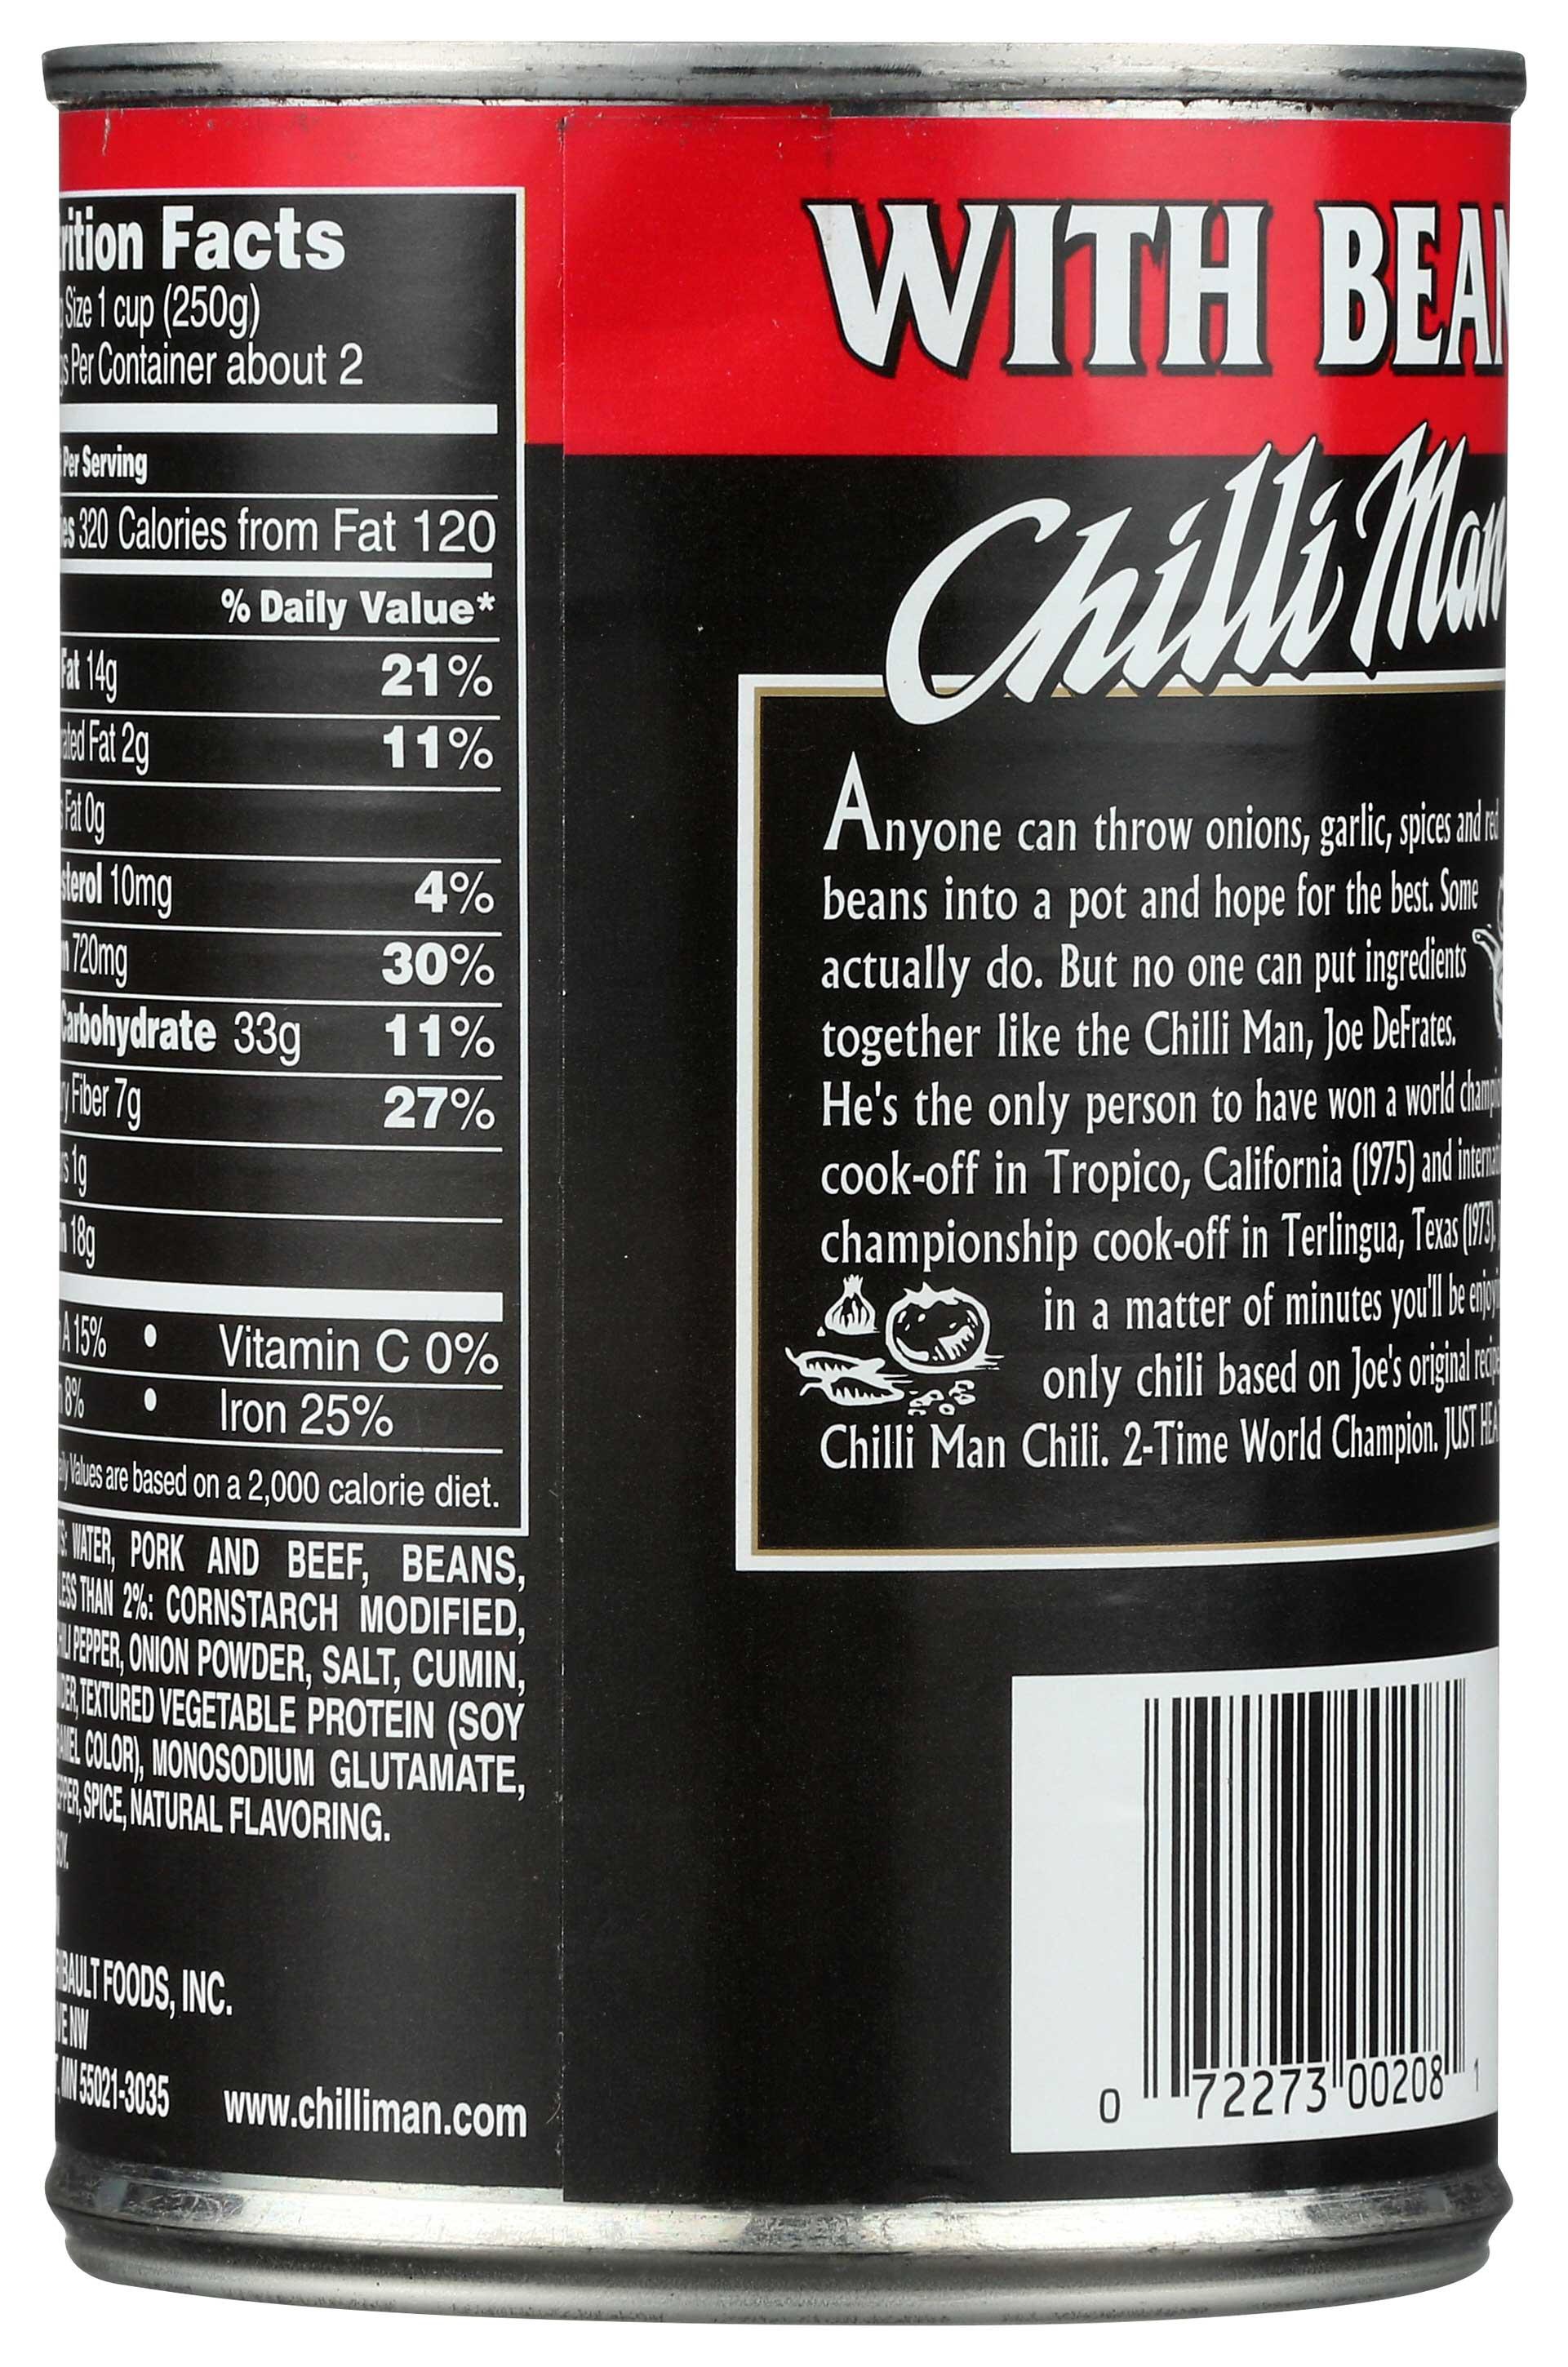 Facts
Size 1 cup (250g)
Per Container about 2
Per Serving
320 Calories from Fat 120
% Daily Value*
Fat 14g 21%
Fat 2g 11%
Fat 0g
10mg 4%
720mg 30%
Carbohydrate 33g 11%
Fiber 7g 27%
1g
18g
A 15% • Vitamin C 0%
8% • Iron 25%
Values are based on a 2,000 calorie diet.
WATER, PORK AND BEEF, BEANS,
LESS THAN 2%: CORNSTARCH MODIFIED,
PEPPER, ONION POWDER, SALT, CUMIN,
TEXTURED VEGETABLE PROTEIN (SOY
COLOR), MONOSODIUM GLUTAMATE,
SPICE, NATURAL FLAVORING.
SOY.
FOODS, INC.
NW
MN 55021-3035
www.chilliman.com
WITH BEAN
Chilli Man
Anyone can throw onions, garlic, spices and red
beans into a pot and hope for the best. Some
actually do. But no one can put ingredients
together like the Chilli Man, Joe DeFrates.
He's the only person to have won a world
cook-off in Tropico, California (1975) and
championship cook-off in Terlingua, Texas (1973).
in a matter of minutes you'll be
only chili based on Joe's original
Chilli Man Chili. 2-Time World Champion. JUST
0 72273 00208 1